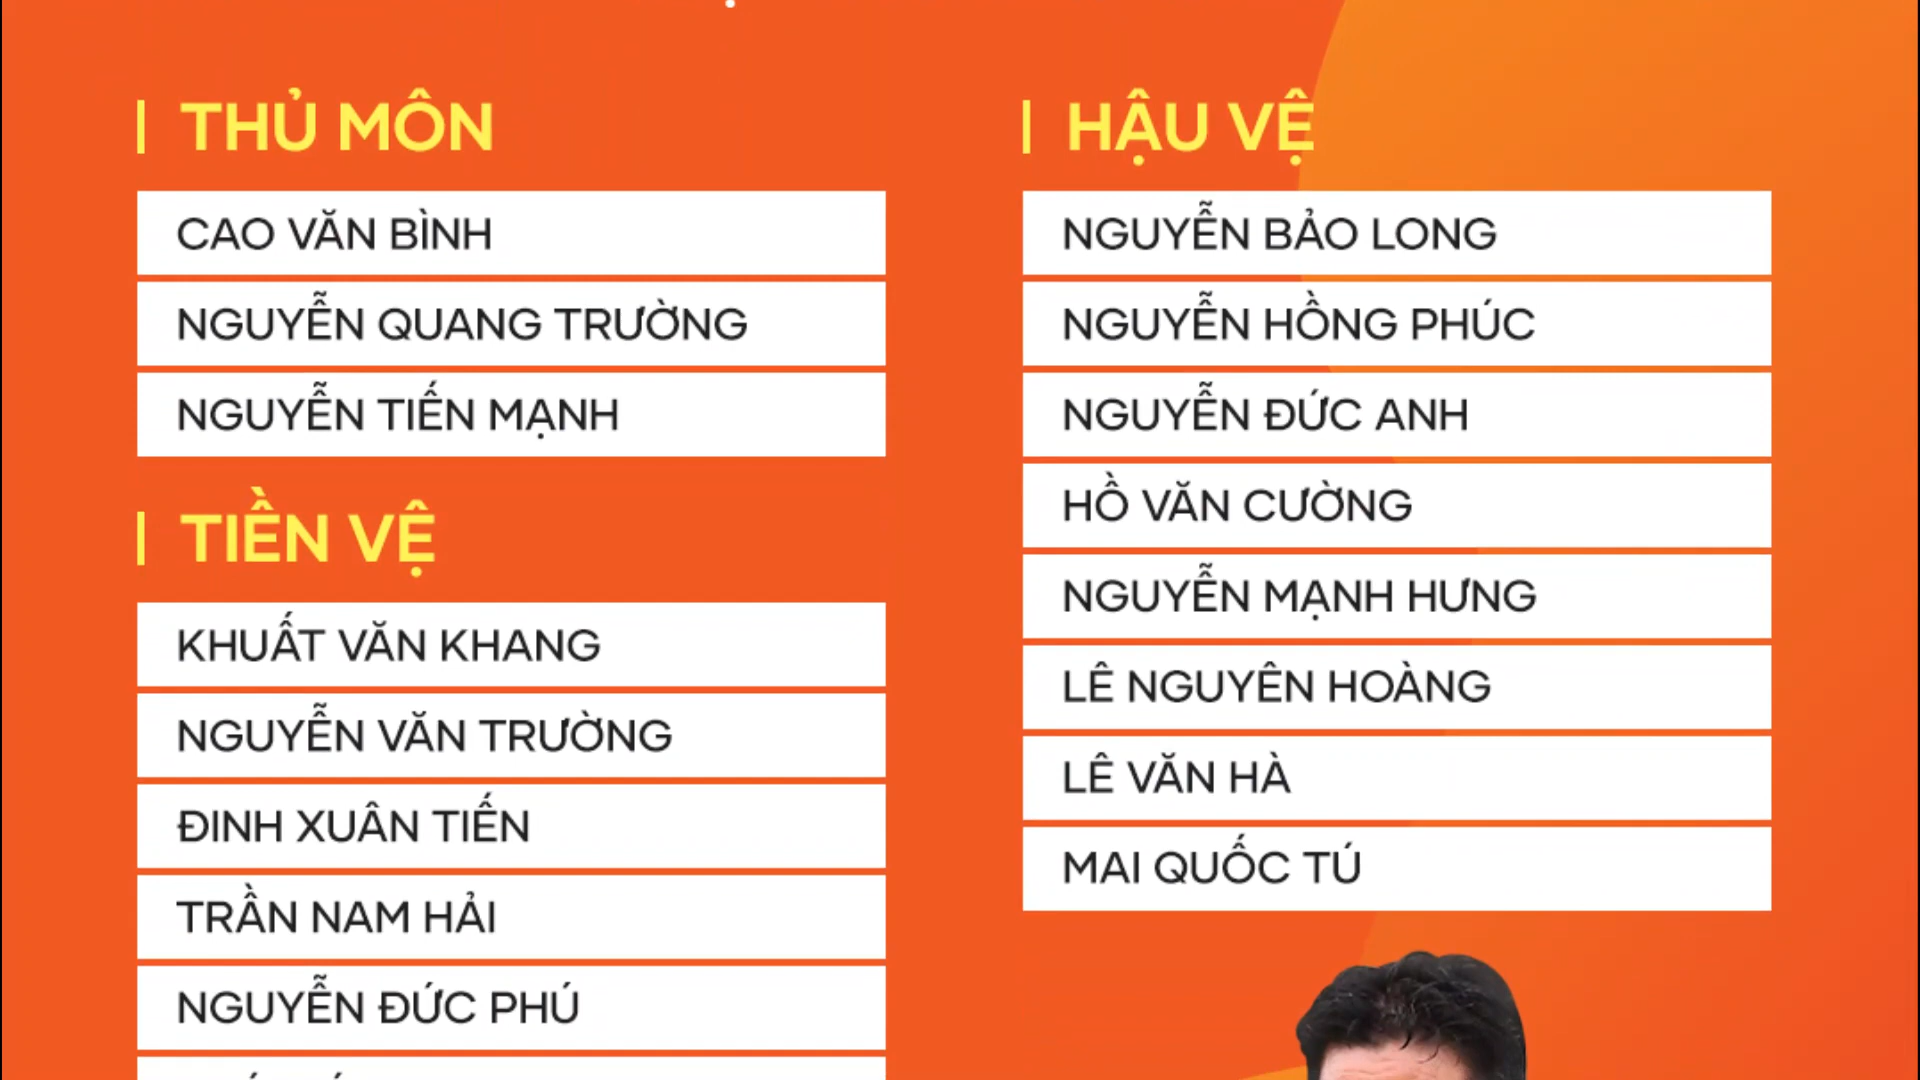 THỦ MÔN
CAO VĂN BÌNH
NGUYỄN QUANG TRƯỜNG
NGUYỄN TIẾN MẠNH
TIỀN VỆ
KHUẤT VĂN KHANG
NGUYỄN VĂN TRƯỜNG
ĐINH XUÂN TIẾN
TRẦN NAM HẢI
NGUYỄN ĐỨC PHÚ
HẬU VỆ
NGUYỄN BẢO LONG
NGUYỄN HỒNG PHÚC
NGUYỄN ĐỨC ANH
HỒ VĂN CƯỜNG
NGUYỄN MẠNH HƯNG
LÊ NGUYÊN HOÀNG
LÊ VĂN HÀ
MAI QUỐC TÚ